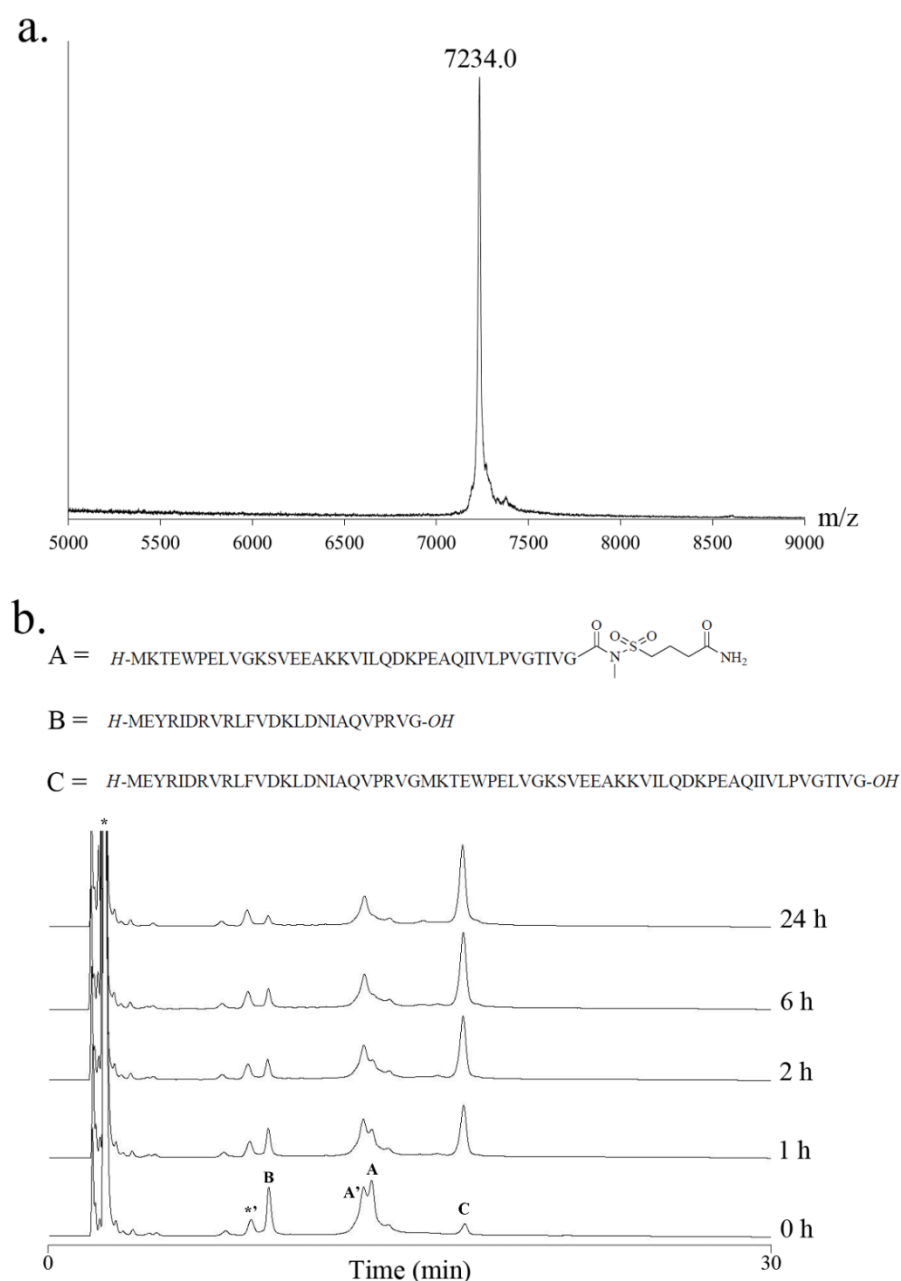 a.
7234.0
m/z
5000 5500 6000 6500 7000 7500 8000 8500 9000
b.
A = H-MKTEWPELVGKSVEEAKKVILQDKPEAQIIVLPVGTIVG O N O S O O NH₂
B = H-MEYRIDRVRLFVDKLDNIAQVPRVG-OH
C = H-MEYRIDRVRLFVDKLDNIAQVPRVGMKTEWPELVGKSVEEAKKVILQDKPEAQIIVLPVGTIVG-OH
*
24 h
6 h
2 h
1 h
*' B A' A C
0 h
0 30
Time (min)